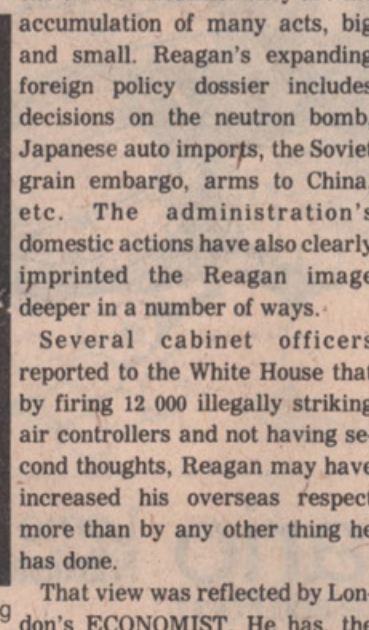 accumulation of many acts, big
and small. Reagan's expanding
foreign policy dossier includes
decisions on the neutron bomb,
Japanese auto imports, the Soviet
grain embargo, arms to China,
etc. The administration's
domestic actions have also clearly
imprinted the Reagan image
deeper in a number of ways.
Several cabinet officers
reported to the White House that
by firing 12 000 illegally striking
air controllers and not having se-
cond thoughts, Reagan may have
increased his overseas respect
more than by any other thing he
has done.
That view was reflected by Lon-
don's ECONOMIST. He has, the